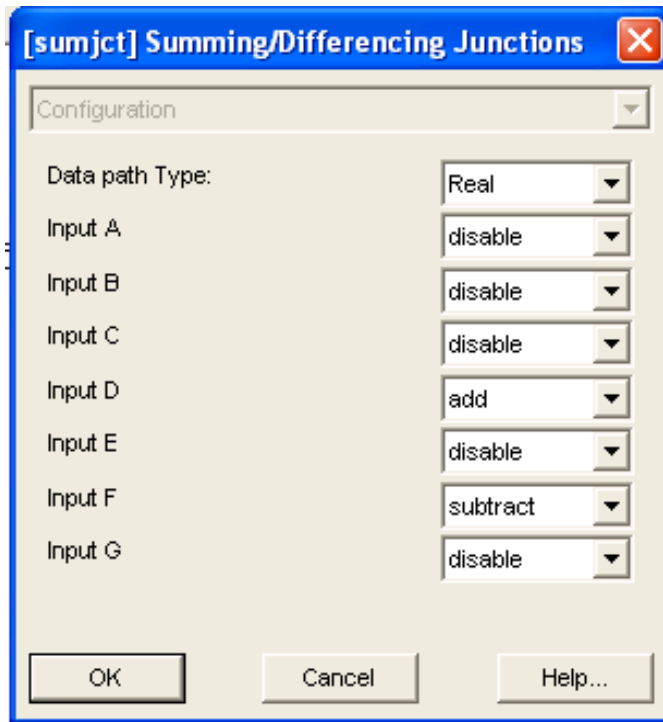 [sumjct] Summing/Differencing Junctions
Configuration
Data path Type: Real
Input A disable
Input B disable
Input C disable
Input D add
Input E disable
Input F subtract
Input G disable
OK Cancel Help...